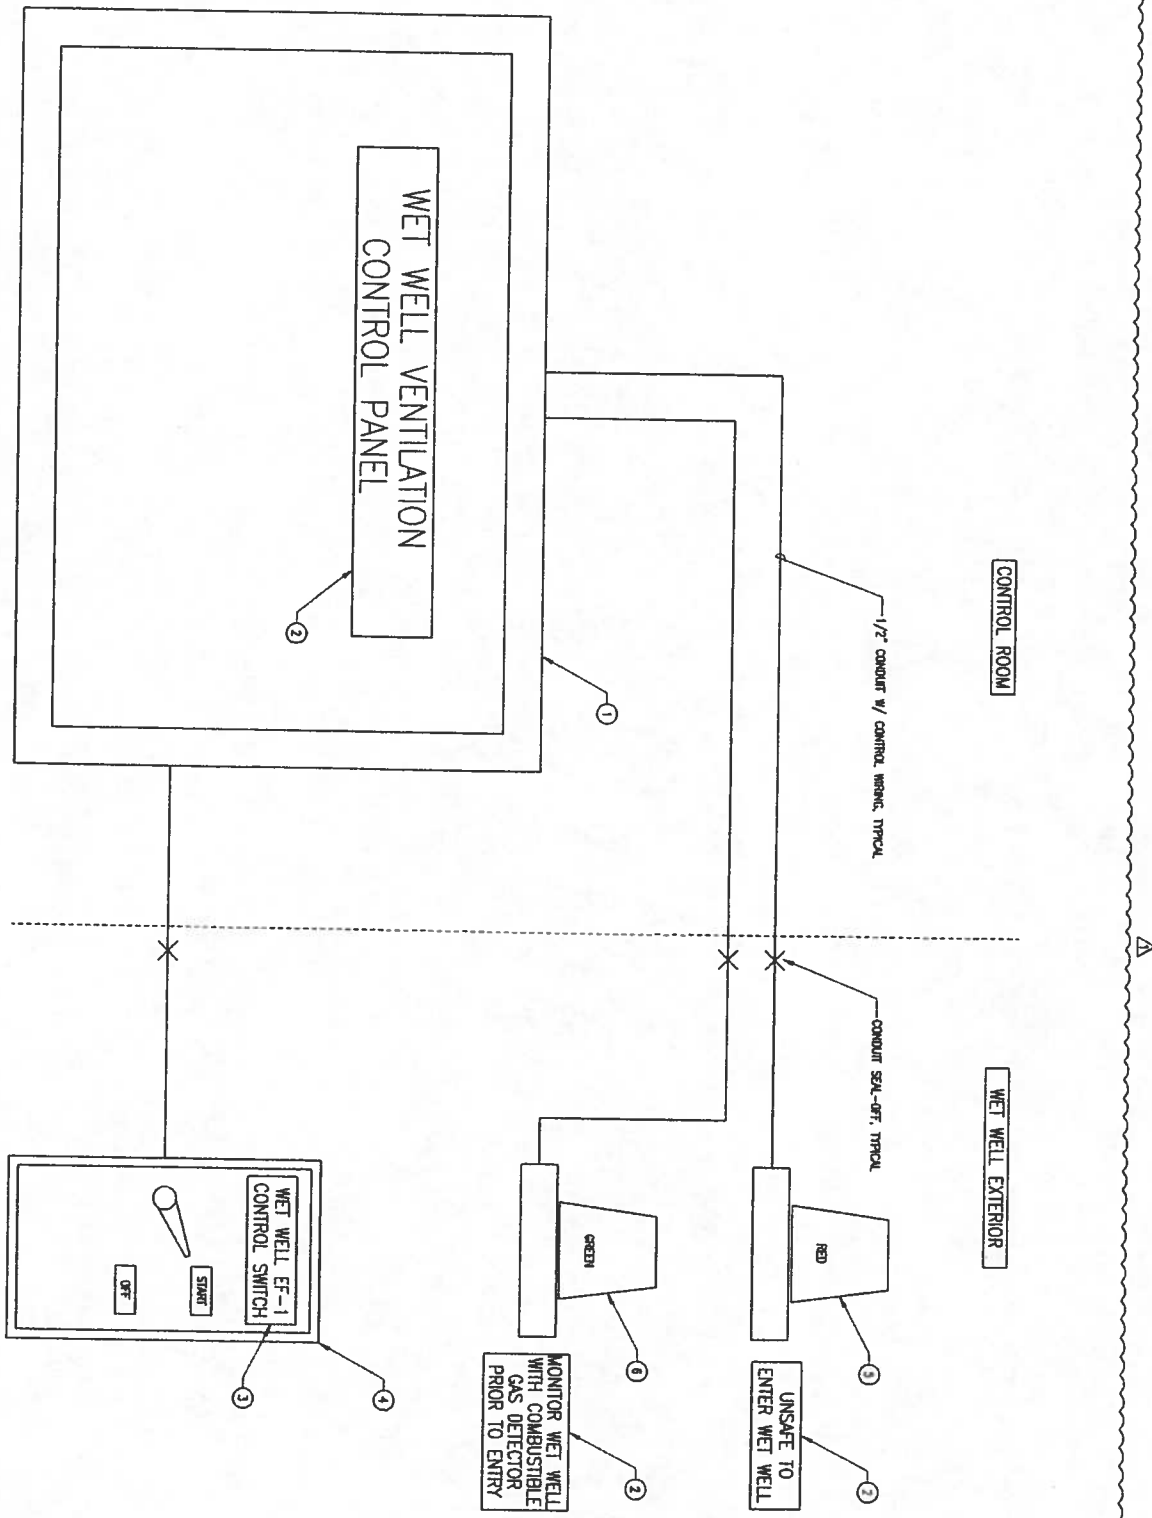 CONTROL ROOM
WET WELL EXTERIOR
1/2" CONDUIT W/ CONTROL WIRING, TYPICAL
CONDUIT SEAL-OFF, TYPICAL
RED
5
UNSAFE TO
ENTER WET WELL
2
WET WELL VENTILATION
CONTROL PANEL
2
1
GREEN
6
MONITOR WET WELL
WITH COMBUSTIBLE
GAS DETECTOR
PRIOR TO ENTRY
2
WET WELL EF-1
CONTROL SWITCH
START
OFF
3
4
1